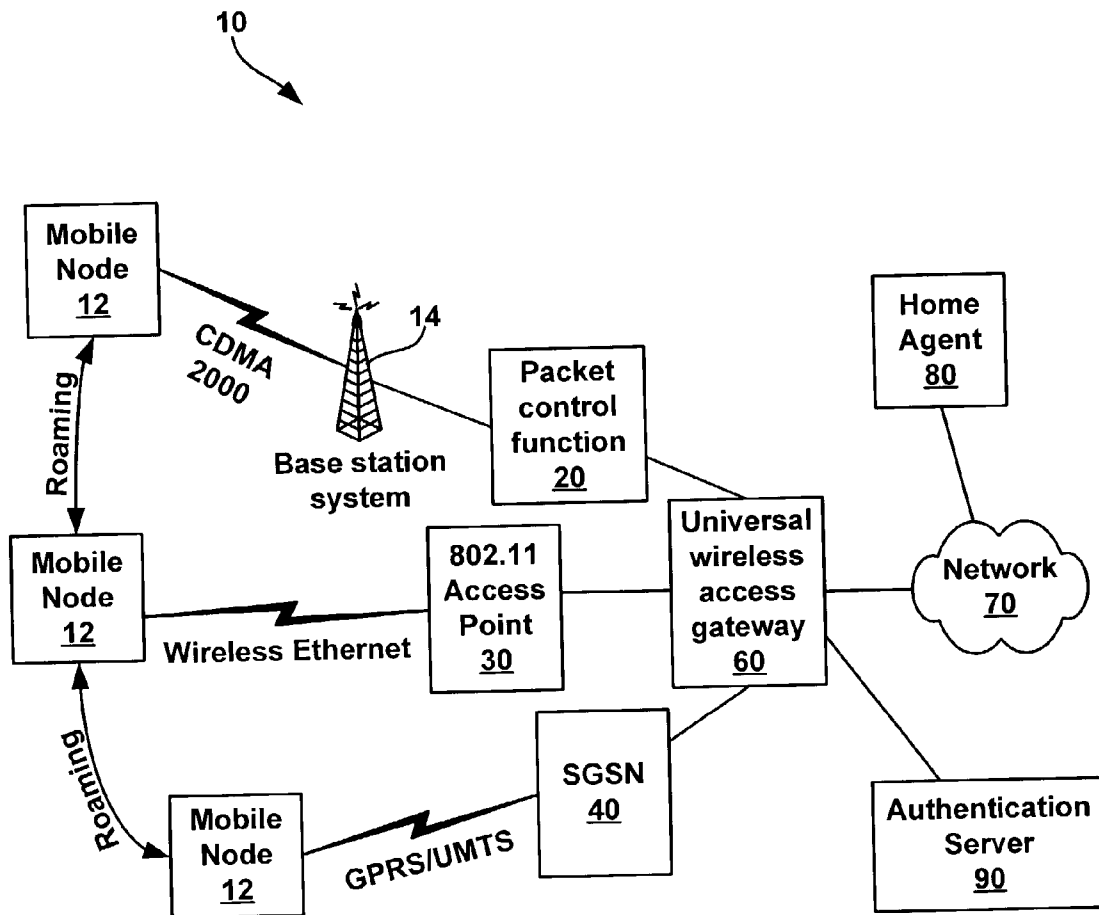 10
Mobile
Node
12
CDMA
2000
14
Base station
system
Packet
control
function
20
Home
Agent
80
Roaming
Mobile
Node
12
Wireless Ethernet
802.11
Access
Point
30
Universal
wireless
access
gateway
60
Network
70
Roaming
Mobile
Node
12
GPRS/UMTS
SGSN
40
Authentication
Server
90